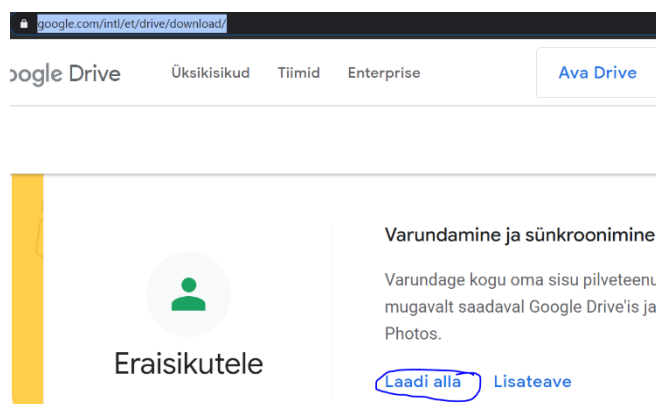 google.com/intl/et/drive/download/
oogle Drive Üksikisikud Tiimid Enterprise Ava Drive
Varundamine ja sünkroonimine
Varundage kogu oma sisu pilveteenu
mugavalt saadaval Google Drive'is ja
Photos.
Eraisikutele
Laadi alla Lisateave